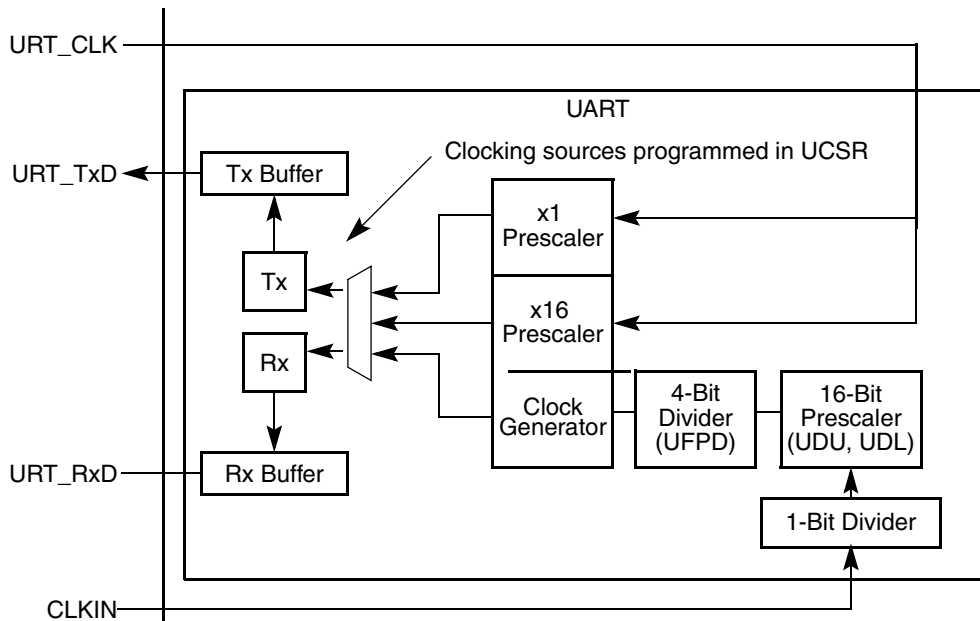 URT_CLK
UART
Clocking sources programmed in UCSR
URT_TxD
Tx Buffer
x1
Prescaler
Tx
x16
Prescaler
Rx
Clock
Generator
4-Bit
Divider
(UFPD)
16-Bit
Prescaler
(UDU, UDL)
URT_RxD
Rx Buffer
1-Bit Divider
CLKIN